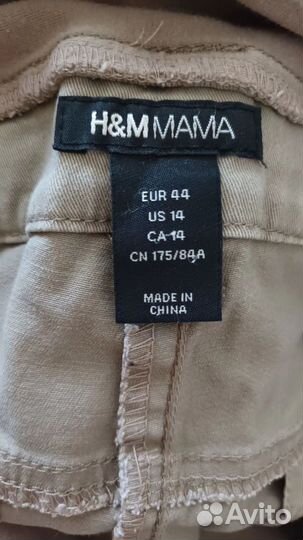 H&M MAMA
EUR 44
US 14
CA 14
CN 175/84A
MADE IN
CHINA
Avito